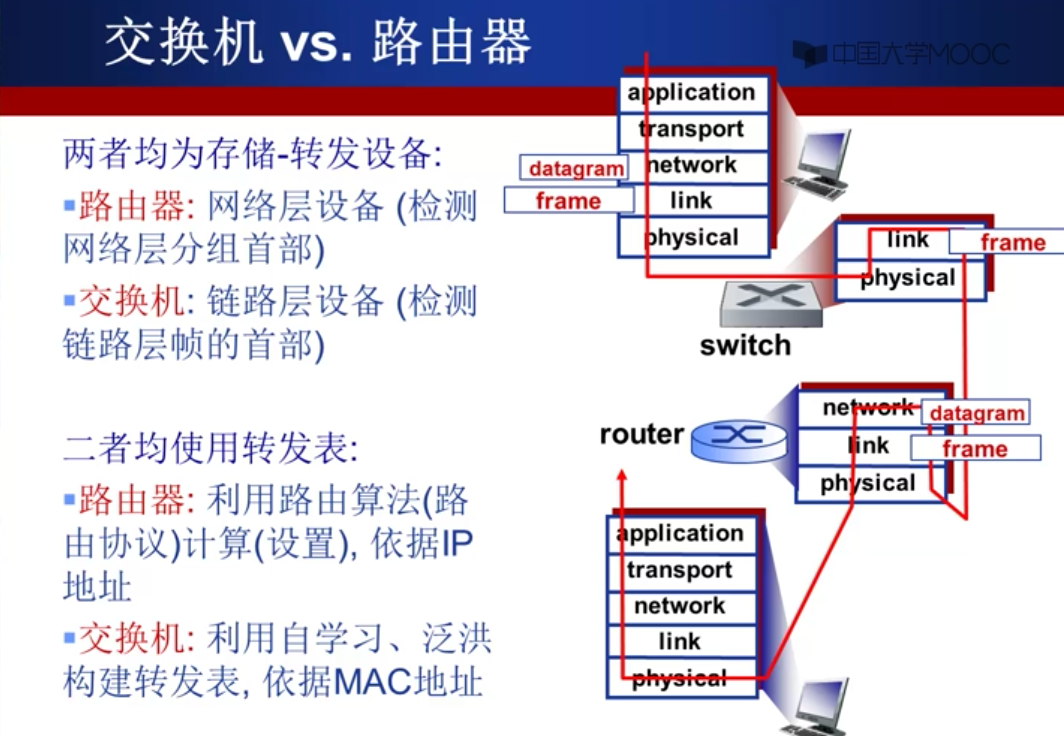 交换机 vs. 路由器
中国大学MOOC
两者均为存储-转发设备:
▪路由器: 网络层设备 (检测
网络层分组首部)
▪交换机: 链路层设备 (检测
链路层帧的首部)
二者均使用转发表:
▪路由器: 利用路由算法(路
由协议)计算(设置), 依据IP
地址
▪交换机: 利用自学习、泛洪
构建转发表, 依据MAC地址
application
transport
datagram
network
frame
link
physical
link
frame
physical
switch
network
datagram
router
link
frame
physical
application
transport
network
link
physical